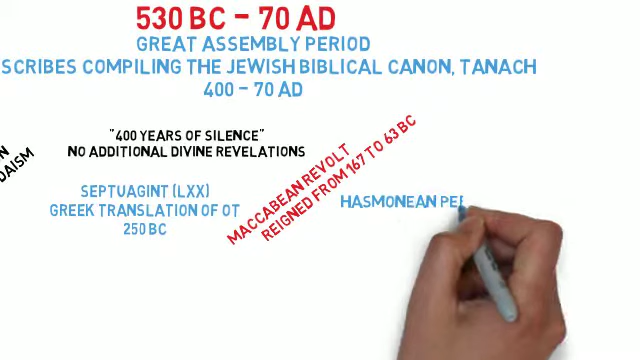 530 BC - 70 AD
GREAT ASSEMBLY PERIOD
SCRIBES COMPILING THE JEWISH BIBLICAL CANON, TANACH
400 - 70 AD
"400 YEARS OF SILENCE"
NO ADDITIONAL DIVINE REVELATIONS
SEPTUAGINT (LXX)
GREEK TRANSLATION OF OT
250 BC
MACCABEAN REVOLT
REIGNED FROM 167 TO 63 BC
HASMONEAN PE